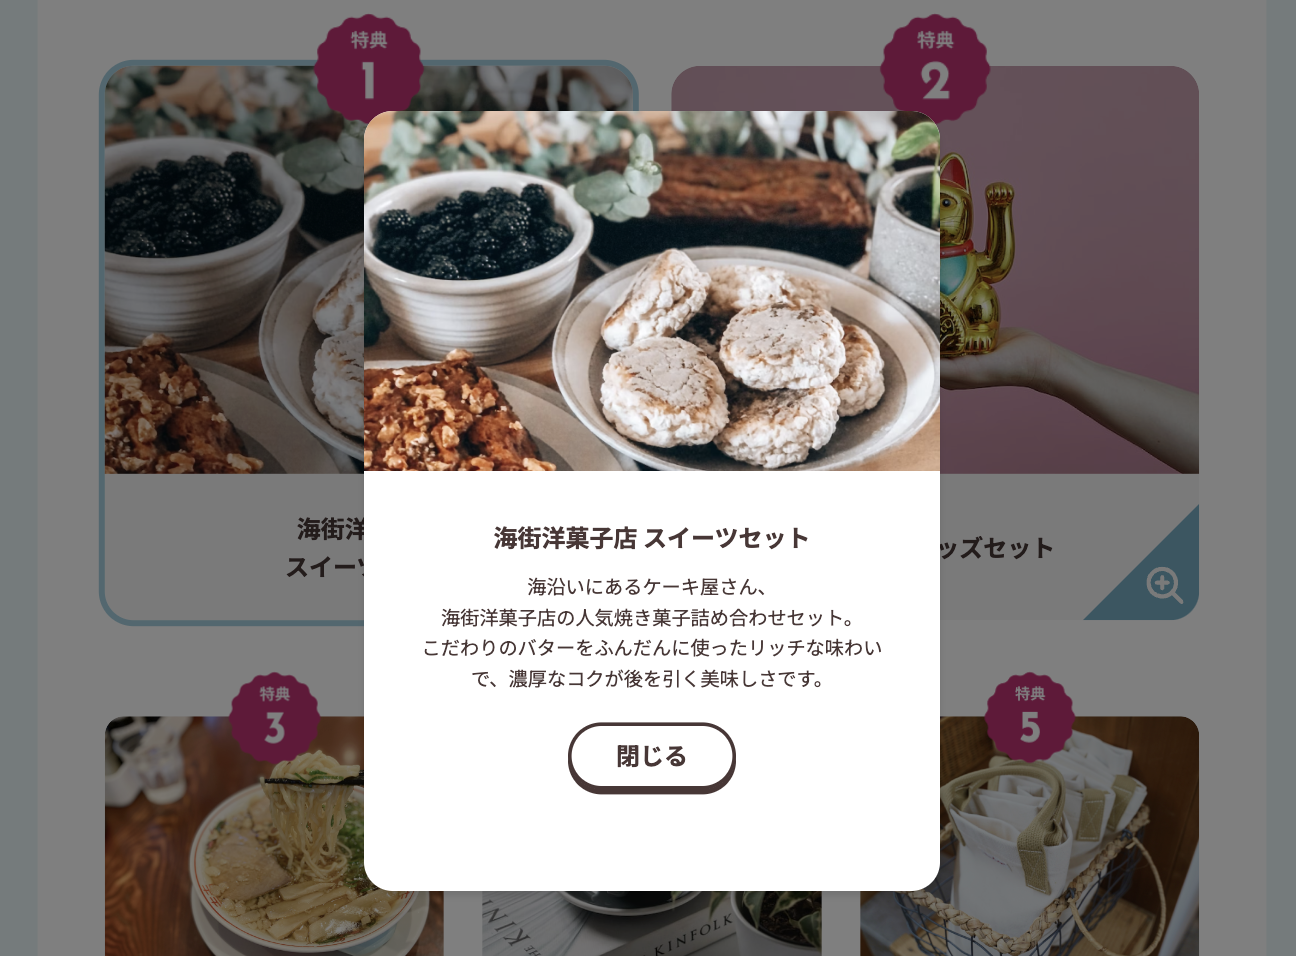 特典
1
特典
2
海街洋
スイーツ
ッズセット
海街洋菓子店 スイーツセット
海沿いにあるケーキ屋さん、
海街洋菓子店の人気焼き菓子詰め合わせセット。
こだわりのバターをふんだんに使ったリッチな味わい
で、濃厚なコクが後を引く美味しさです。
閉じる
特典
3
特典
5
THE KIN
KINFOLK